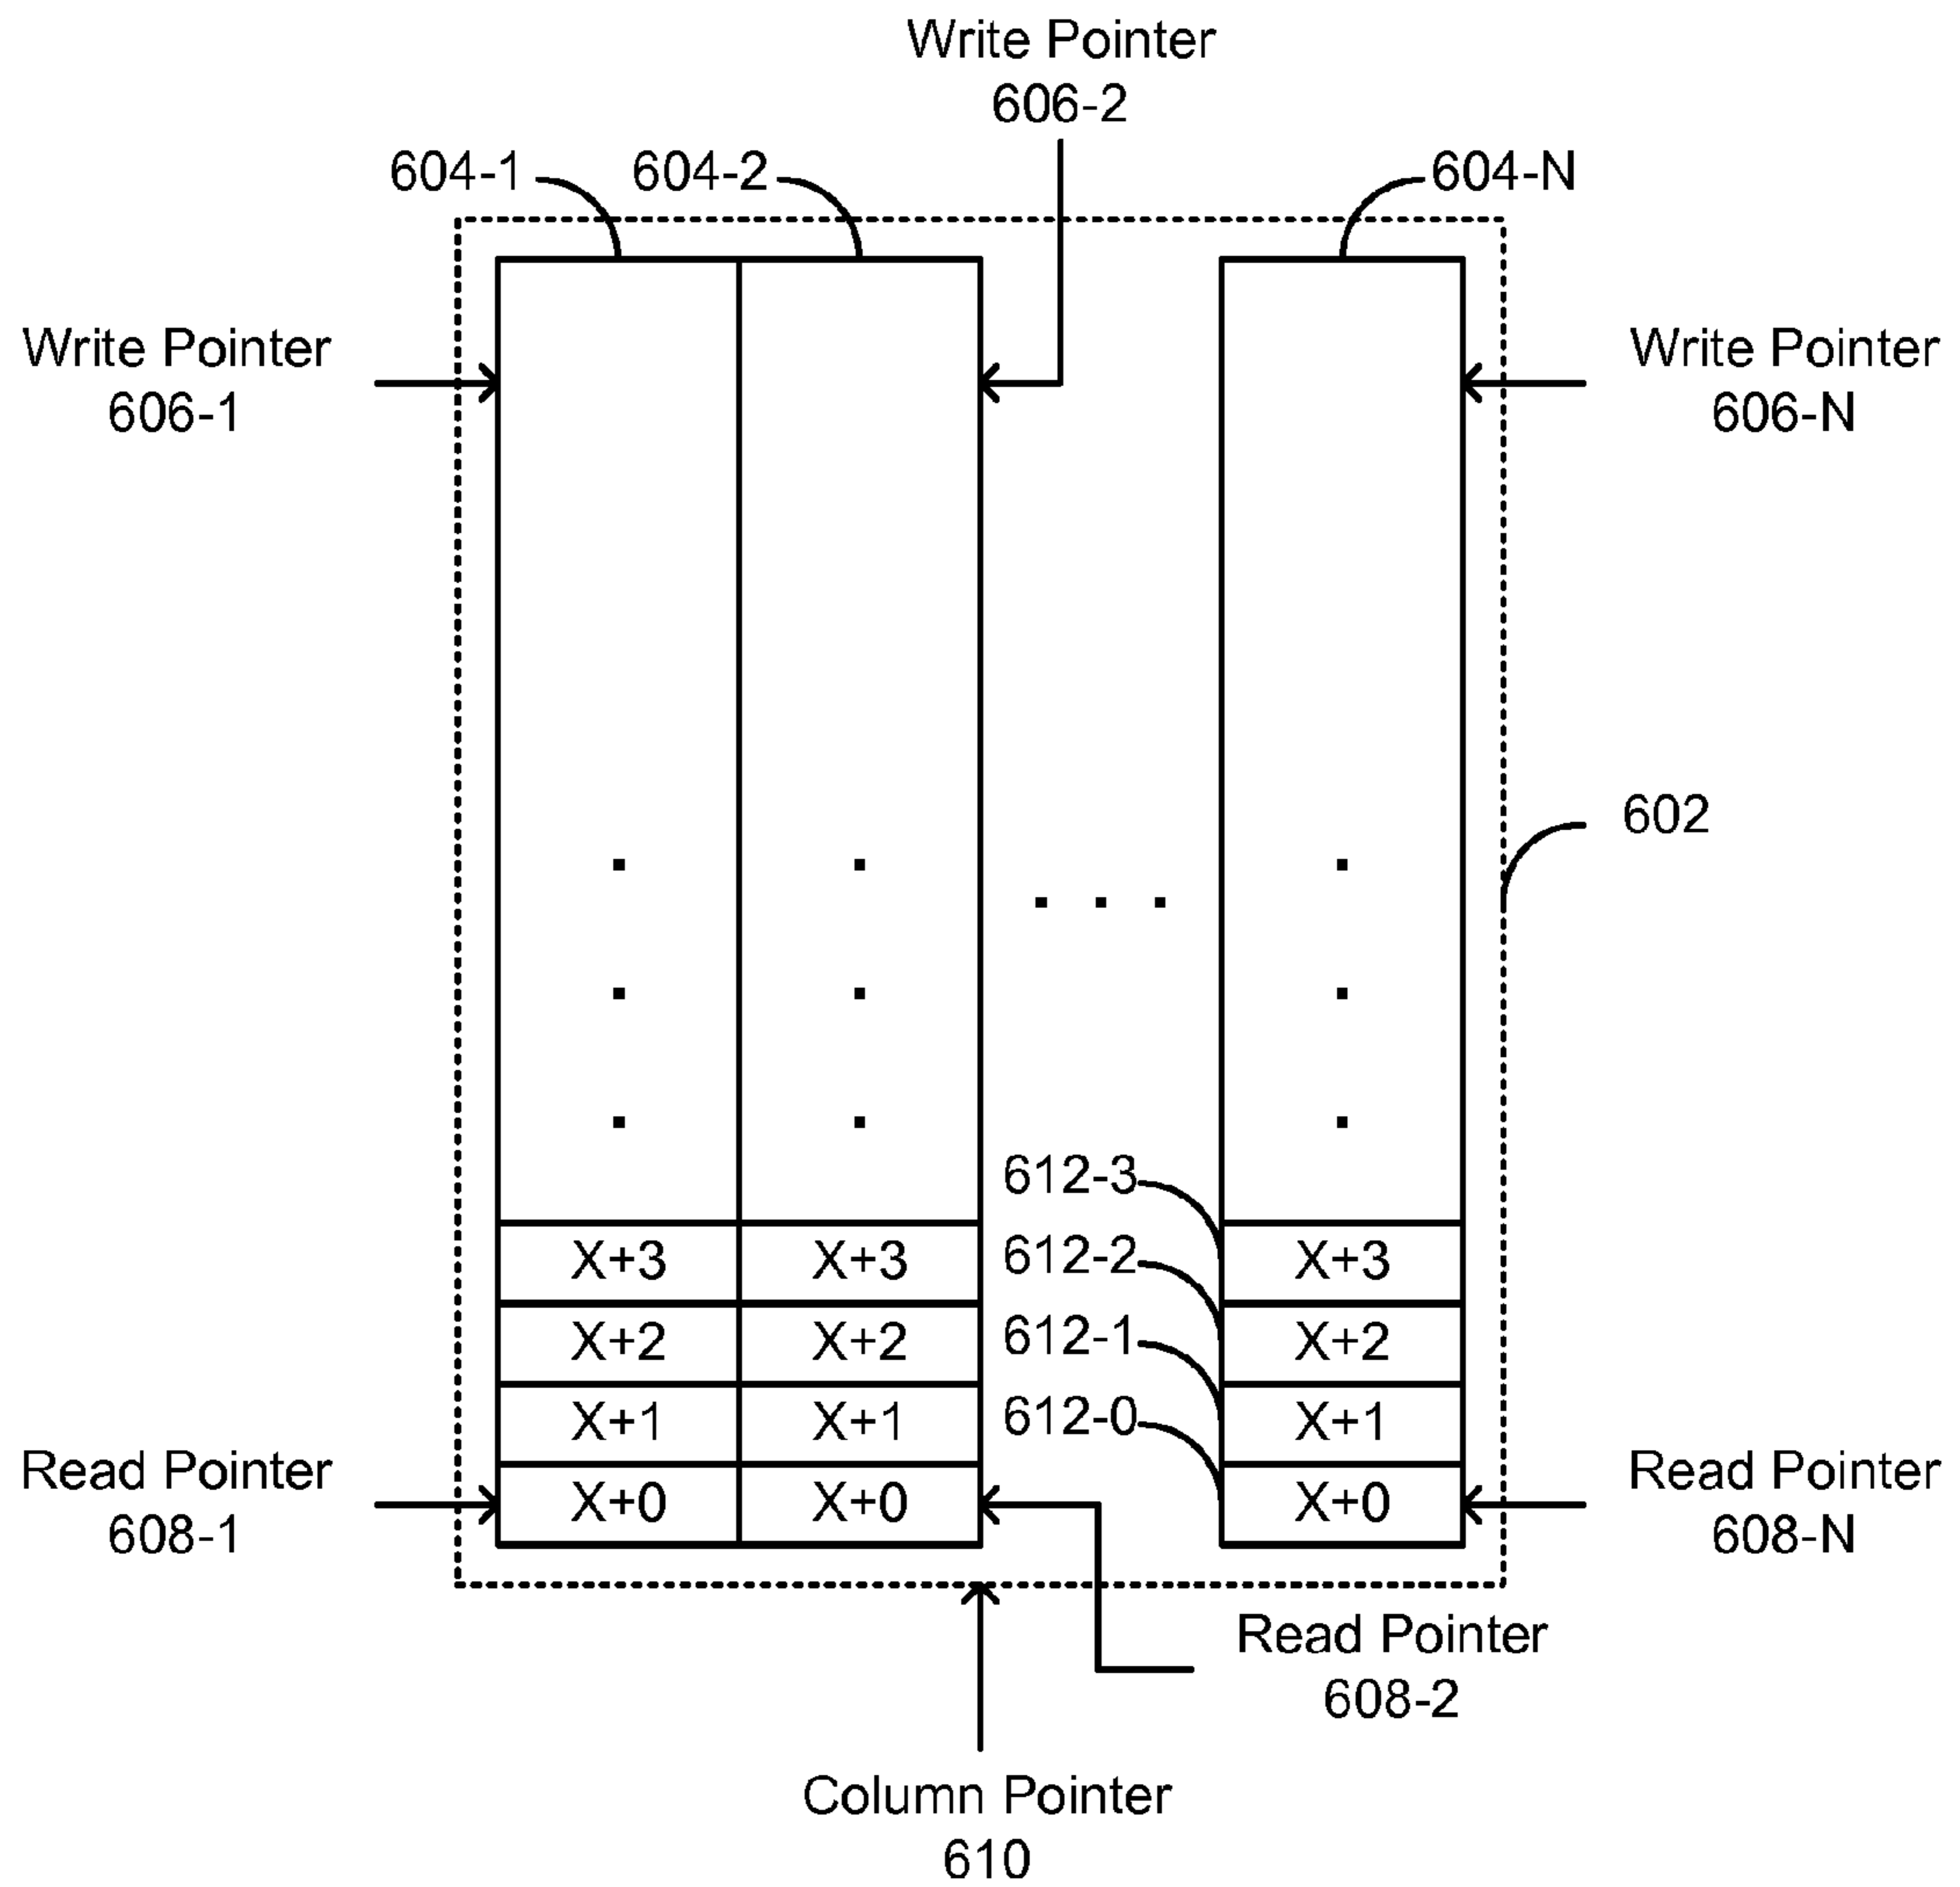 Write Pointer
606-2
604-1
604-2
604-N
Write Pointer
606-1
Write Pointer
606-N
602
612-3
X+3 X+3 612-2 X+3
X+2 X+2 612-1 X+2
X+1 X+1 612-0 X+1
Read Pointer
608-1
X+0 X+0 X+0
Read Pointer
608-N
Read Pointer
608-2
Column Pointer
610